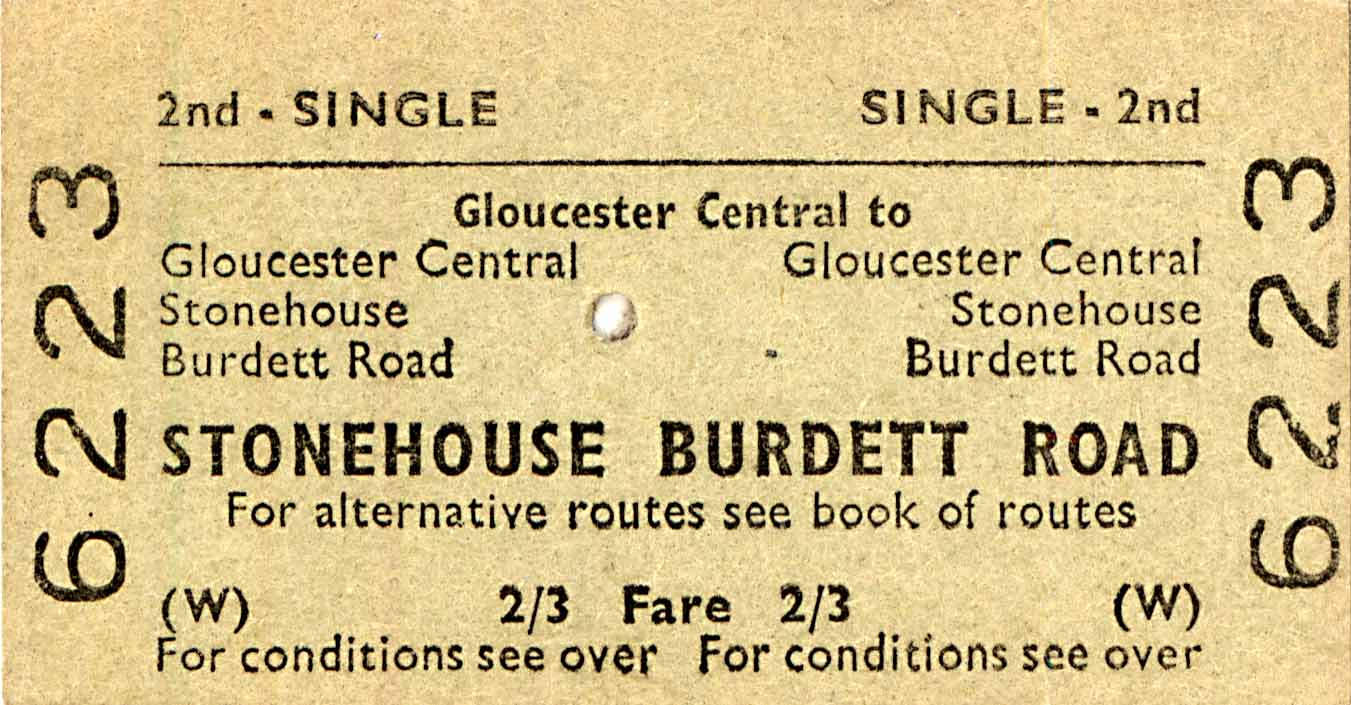 2nd - SINGLE SINGLE - 2nd
Gloucester Central to
Gloucester Central Gloucester Central
Stonehouse Stonehouse
Burdett Road Burdett Road
STONEHOUSE BURDETT ROAD
For alternative routes see book of routes
(W) 2/3 Fare 2/3 (W)
For conditions see over For conditions see over
6223
6223